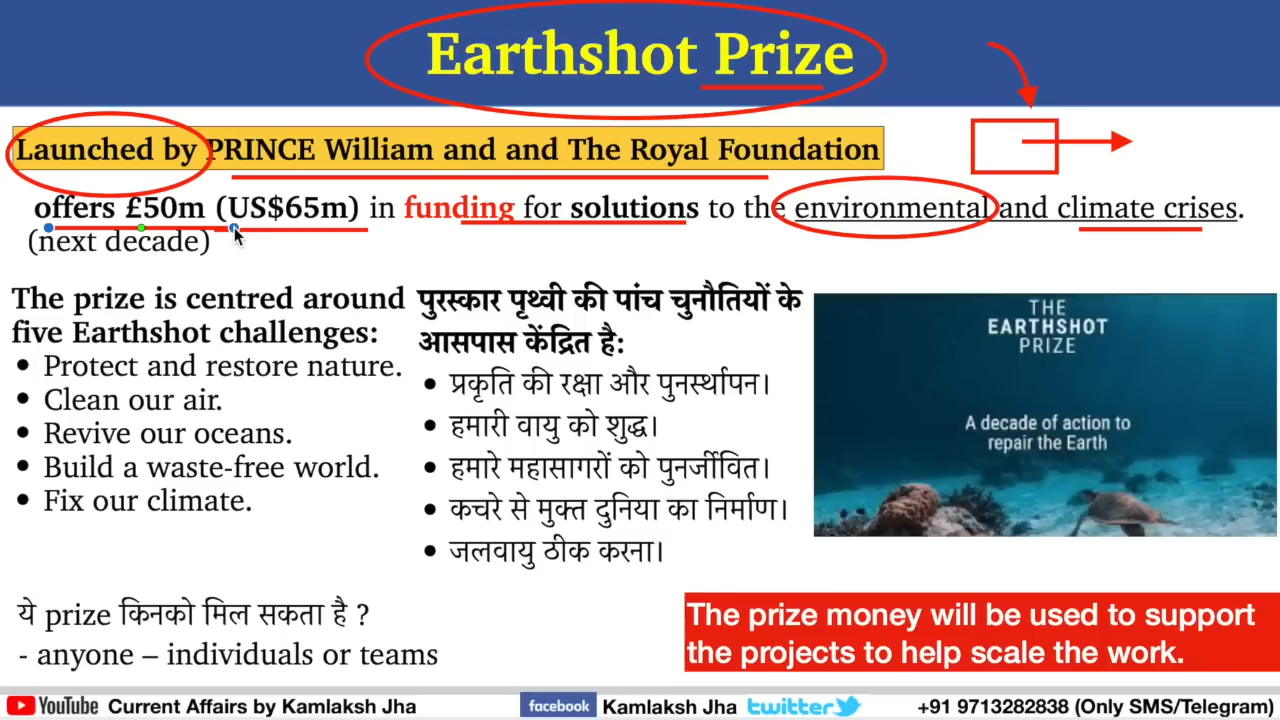 Earthshot Prize
Launched by PRINCE William and and The Royal Foundation
offers £50m (US$65m) in funding for solutions to the environmental and climate crises.
(next decade)
The prize is centred around
five Earthshot challenges:
• Protect and restore nature.
• Clean our air.
• Revive our oceans.
• Build a waste-free world.
• Fix our climate.
पुरस्कार पृथ्वी की पांच चुनौतियों के
आसपास केंद्रित है:
• प्रकृति की रक्षा और पुनर्स्थापन।
• हमारी वायु को शुद्ध।
• हमारे महासागरों को पुनर्जीवित।
• कचरे से मुक्त दुनिया का निर्माण।
• जलवायु ठीक करना।
THE
EARTHSHOT
PRIZE
A decade of action to
repair the Earth
ये prize किनको मिल सकता है ?
- anyone – individuals or teams
The prize money will be used to support
the projects to help scale the work.
YouTube Current Affairs by Kamlaksh Jha facebook Kamlaksh Jha twitter +91 9713282838 (Only SMS/Telegram)